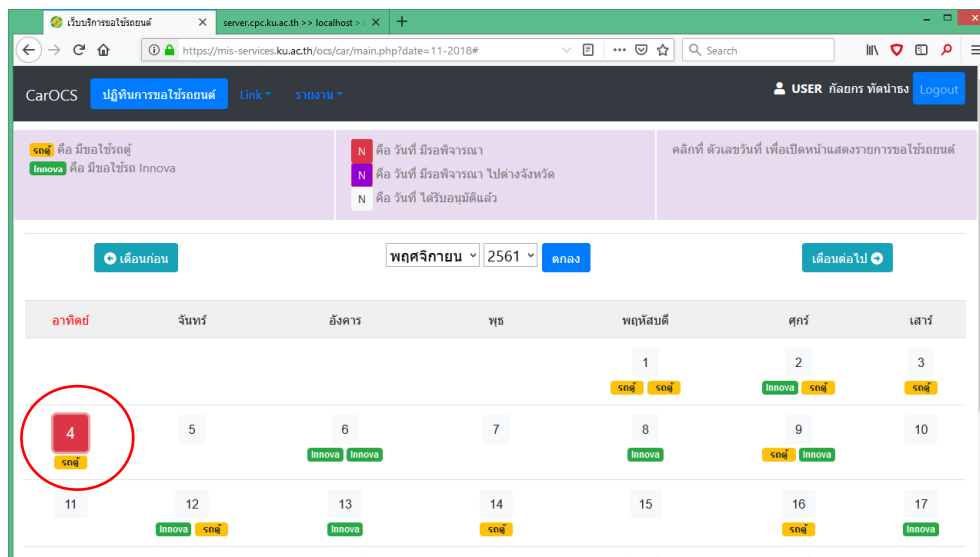 เว็บบริการขอใช้รถยนต์
server.cpc.ku.ac.th >> localhost >>
https://mis-services.ku.ac.th/ocs/car/main.php?date=11-2018#
Search
CarOCS ปฏิทินการขอใช้รถยนต์ Link รายงาน USER กัลยกร ทัดนำธง Logout
รถตู้ คือ มีขอใช้รถตู้
Innova คือ มีขอใช้รถ Innova
N คือ วันที่ มีรอพิจารณา
N คือ วันที่ มีรอพิจารณา ไปต่างจังหวัด
N คือ วันที่ ได้รับอนุมัติแล้ว
คลิกที่ ตัวเลขวันที่ เพื่อเปิดหน้าแสดงรายการขอใช้รถยนต์
เดือนก่อน พฤศจิกายน 2561 ตกลง เดือนต่อไป
อาทิตย์ จันทร์ อังคาร พุธ พฤหัสบดี ศุกร์ เสาร์
1 2 3
รถตู้ รถตู้ Innova รถตู้ รถตู้
4 5 6 7 8 9 10
รถตู้ Innova Innova Innova รถตู้ Innova
11 12 13 14 15 16 17
Innova รถตู้ Innova รถตู้ รถตู้ Innova